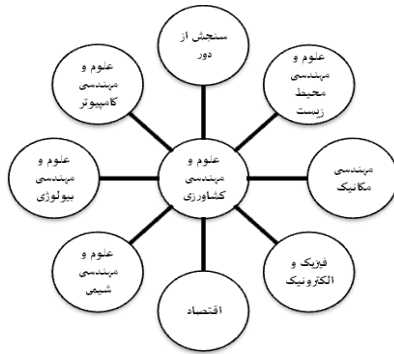 سنجش از
دور
علوم و
مهندسی
محیط
زیست
مهندسی
مکانیک
فیزیک و
الکترونیک
اقتصاد
علوم و
مهندسی
شیمی
علوم و
مهندسی
بیولوژی
علوم و
مهندسی
کامپیوتر
علوم و
مهندسی
کشاورزی